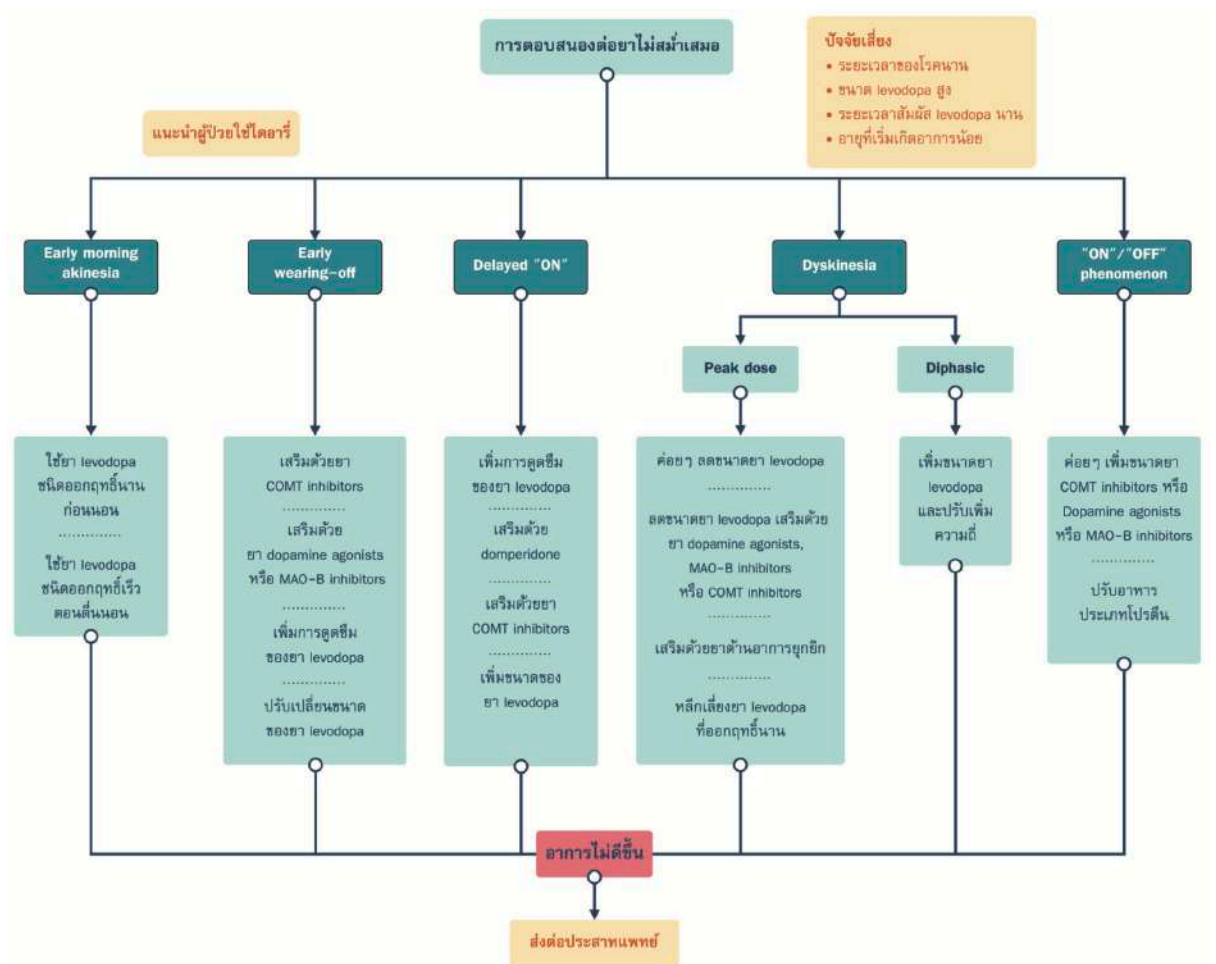 การตอบสนองต่อยาไม่สม่ำเสมอ
ปัจจัยเสี่ยง
• ระยะเวลาของโรคนาน
• ขนาด levodopa สูง
• ระยะเวลาสัมผัส levodopa นาน
• อายุที่เริ่มเกิดอาการน้อย
แนะนำผู้ป่วยใช้ไดอารี่
Early morning
akinesia
Early
wearing-off
Delayed "ON"
Dyskinesia
"ON"/"OFF"
phenomenon
Peak dose
Diphasic
ใช้ยา levodopa
ชนิดออกฤทธิ์นาน
ก่อนนอน
..............
ใช้ยา levodopa
ชนิดออกฤทธิ์เร็ว
ตอนตื่นนอน
เสริมด้วยยา
COMT inhibitors
..............
เสริมด้วย
ยา dopamine agonists
หรือ MAO-B inhibitors
..............
เพิ่มการดูดซึม
ของยา levodopa
..............
ปรับเปลี่ยนขนาด
ของยา levodopa
เพิ่มการดูดซึม
ของยา levodopa
..............
เสริมด้วย
domperidone
..............
เสริมด้วยยา
COMT inhibitors
..............
เพิ่มขนาดของ
ยา levodopa
ค่อยๆ ลดขนาดยา levodopa
..............
ลดขนาดยา levodopa เสริมด้วย
ยา dopamine agonists,
MAO-B inhibitors
หรือ COMT inhibitors
..............
เสริมด้วยยาต้านอาการยุกยิก
..............
หลีกเลี่ยงยา levodopa
ที่ออกฤทธิ์นาน
เพิ่มขนาดยา
levodopa
และปรับเพิ่ม
ความถี่
ค่อยๆ เพิ่มขนาดยา
COMT inhibitors หรือ
Dopamine agonists
หรือ MAO-B inhibitors
..............
ปรับอาหาร
ประเภทโปรตีน
อาการไม่ดีขึ้น
ส่งต่อประสาทแพทย์